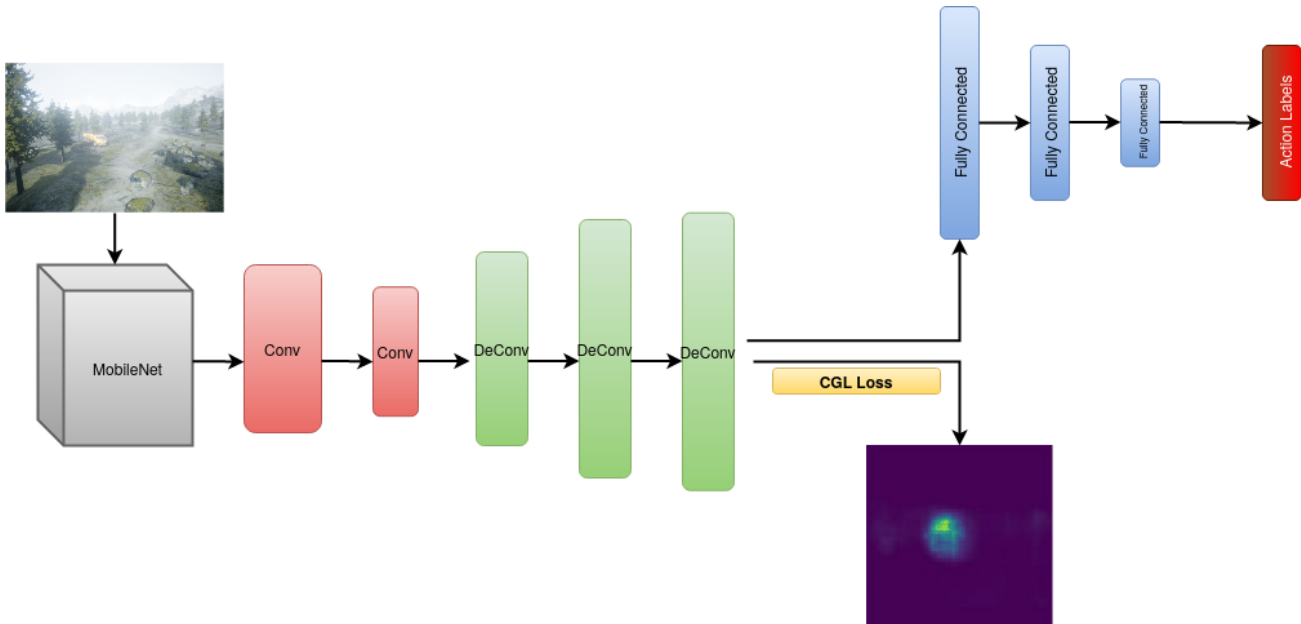 MobileNet
Conv
Conv
DeConv
DeConv
DeConv
CGL Loss
Fully Connected
Fully Connected
Fully Connected
Action Labels